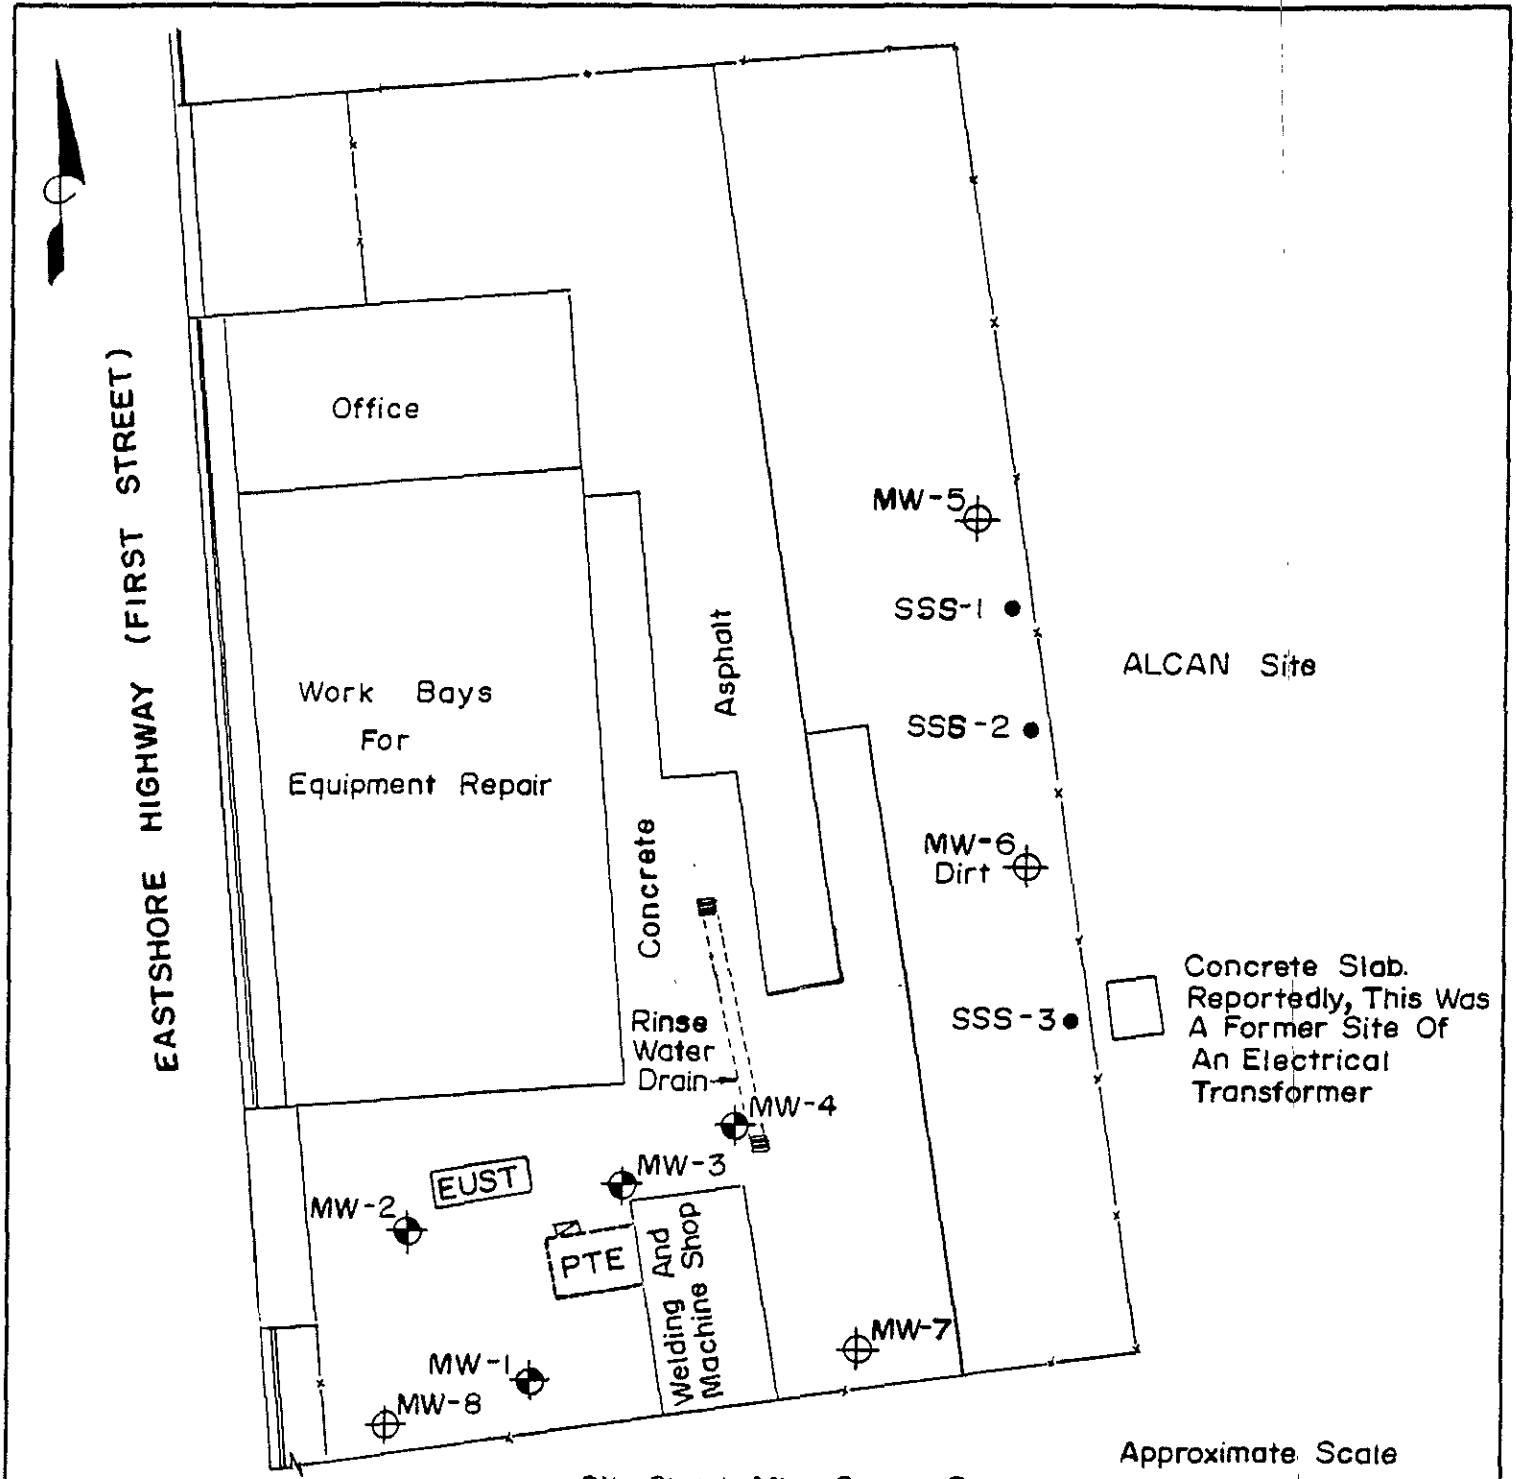 EASTSHORE HIGHWAY (FIRST STREET)
Office
Work Bays
For
Equipment Repair
Asphalt
Concrete
MW-5
SSS-1
ALCAN Site
SSS-2
MW-6
Dirt
SSS-3
Concrete Slab.
Reportedly, This Was
A Former Site Of
An Electrical
Transformer
Rinse
Water
Drain
MW-4
MW-3
EUST
MW-2
PTE
Welding And
Machine Shop
MW-7
MW-1
MW-8
Approximate Scale